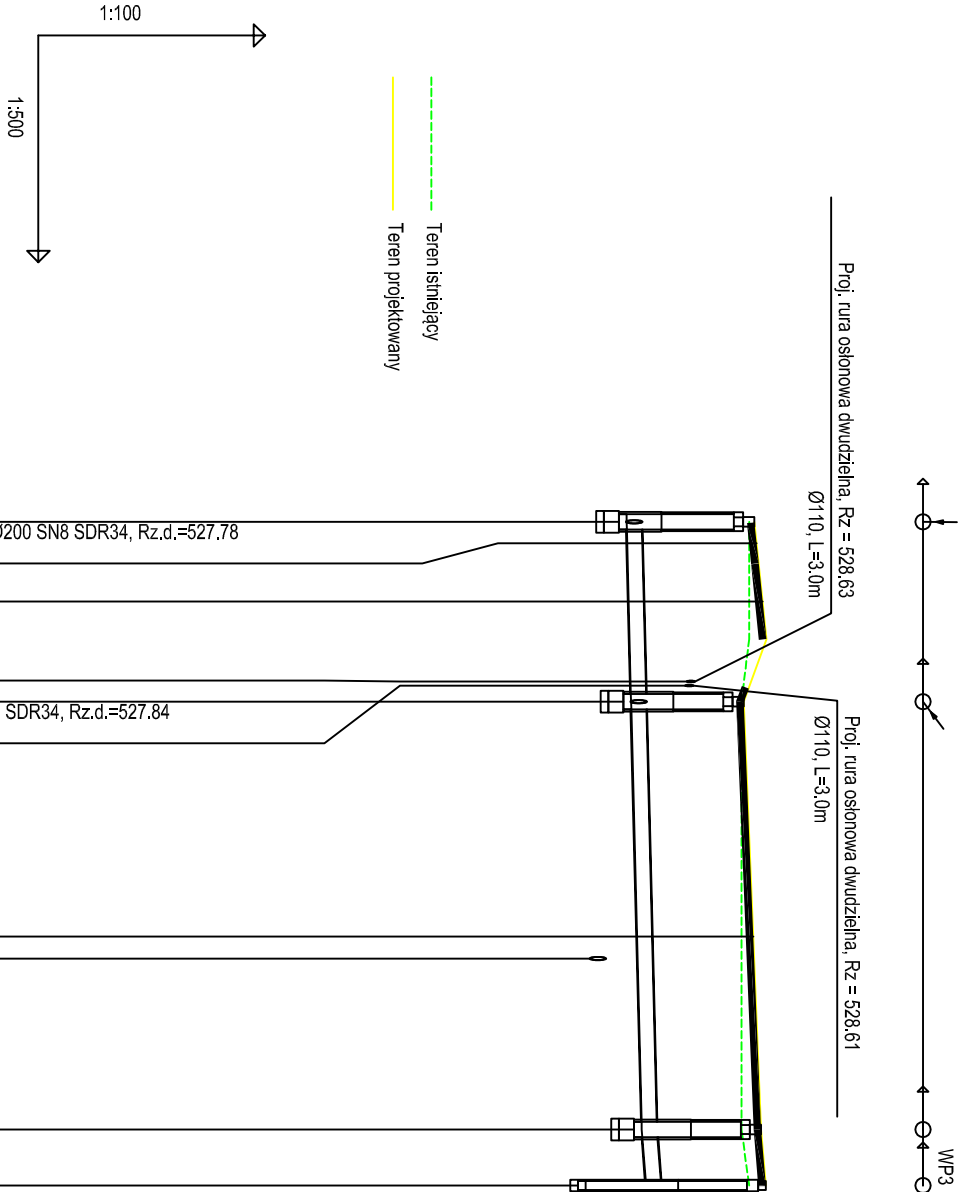 1:100
1:500
Teren istniejący
Teren projektowany
Proj. rura osłonowa dwudzielna, Rz = 528.63
Ø110, L=3.0m
Proj. rura osłonowa dwudzielna, Rz = 528.61
Ø110, L=3.0m
Ø200 SN8 SDR34, Rz.d.=527.78
SDR34, Rz.d.=527.84
WP3